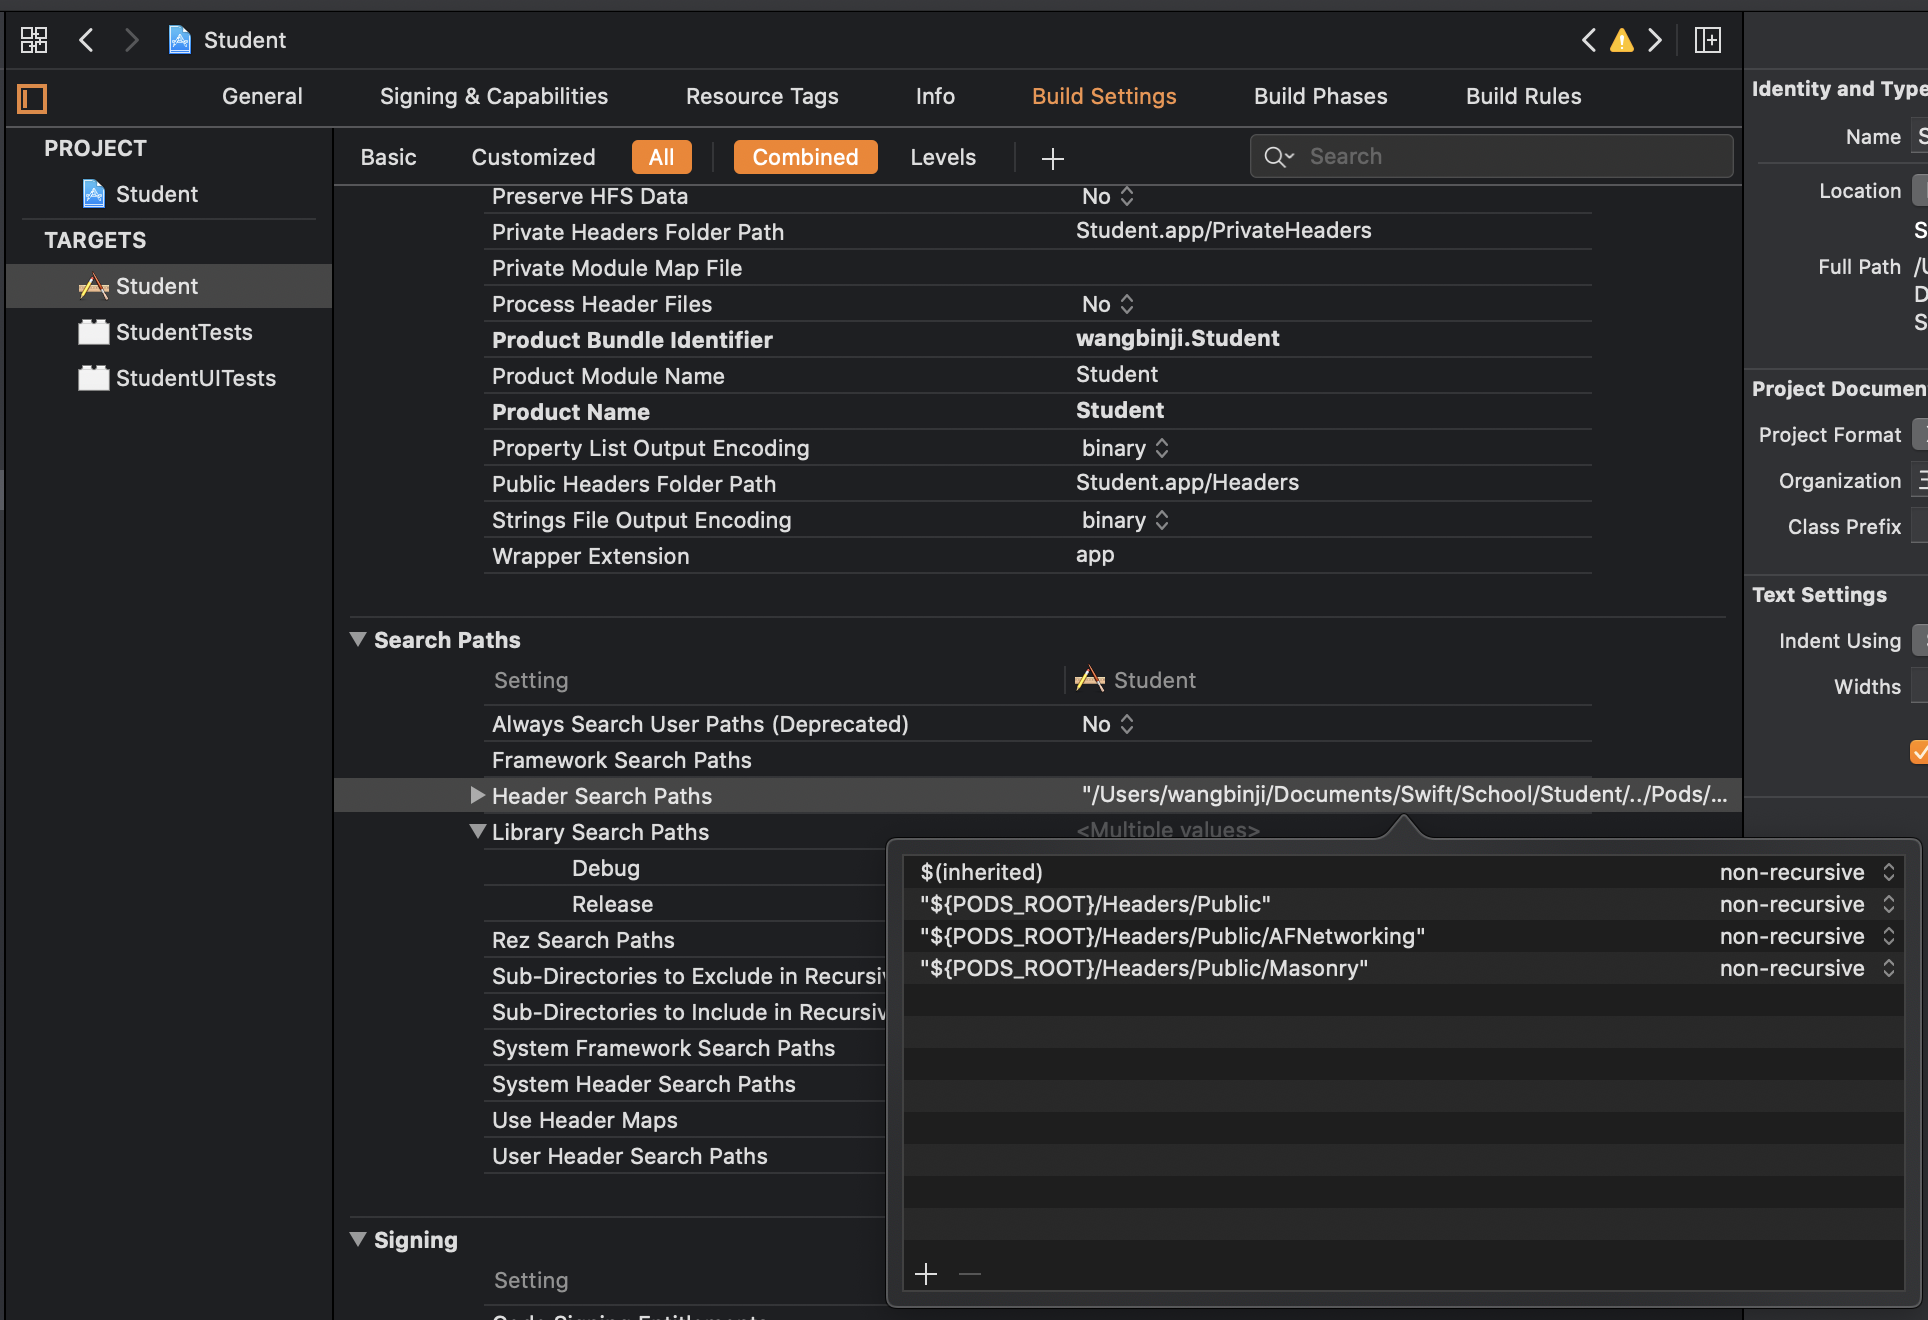 Student
General Signing & Capabilities Resource Tags Info Build Settings Build Phases Build Rules
PROJECT
Student
TARGETS
Student
StudentTests
StudentUITests
Basic Customized All Combined Levels Search
Preserve HFS Data No
Private Headers Folder Path Student.app/PrivateHeaders
Private Module Map File
Process Header Files No
Product Bundle Identifier wangbinji.Student
Product Module Name Student
Product Name Student
Property List Output Encoding binary
Public Headers Folder Path Student.app/Headers
Strings File Output Encoding binary
Wrapper Extension app
Search Paths
Setting Student
Always Search User Paths (Deprecated) No
Framework Search Paths
Header Search Paths "/Users/wangbinji/Documents/Swift/School/Student/../Pods/...
Library Search Paths <Multiple values>
Debug
Release
Rez Search Paths
Sub-Directories to Exclude in
Sub-Directories to Include in
System Framework Search Paths
System Header Search Paths
Use Header Maps
User Header Search Paths
Signing
Setting
$(inherited) non-recursive
"${PODS_ROOT}/Headers/Public" non-recursive
"${PODS_ROOT}/Headers/Public/AFNetworking" non-recursive
"${PODS_ROOT}/Headers/Public/Masonry" non-recursive
Identity and Type
Name
Location
Full Path
Project
Project Format
Organization
Class Prefix
Text Settings
Indent Using
Widths